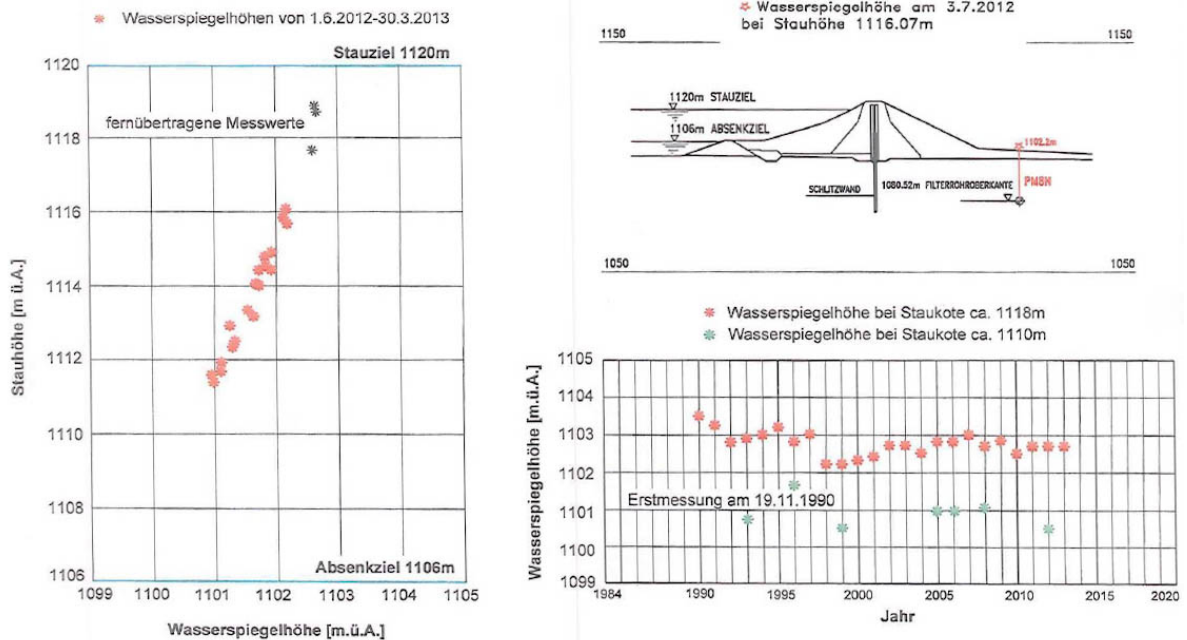 Wasserspiegelhöhen von 1.6.2012-30.3.2013
Stauziel 1120m
1120
1118
1116
1114
1112
1110
1108
1106
fernübertragene Messwerte
Stauhöhe [m ü.A.]
Absenkziel 1106m
1099 1100 1101 1102 1103 1104 1105
Wasserspiegelhöhe [m.ü.A.]
Wasserspiegelhöhe am 3.7.2012
bei Stauhöhe 1116.07m
1150 1150
1120m STAUZIEL
1106m ABSENKZIEL
1102.2m
SCHLITZWAND
1080.52m FILTERROHROBERKANTE
PM8N
1050 1050
Wasserspiegelhöhe bei Staukote ca. 1118m
Wasserspiegelhöhe bei Staukote ca. 1110m
1105
1104
1103
1102
1101
1100
1099
Wasserspiegelhöhe [m.ü.A.]
Erstmessung am 19.11.1990
1984 1990 1995 2000 2005 2010 2015 2020
Jahr